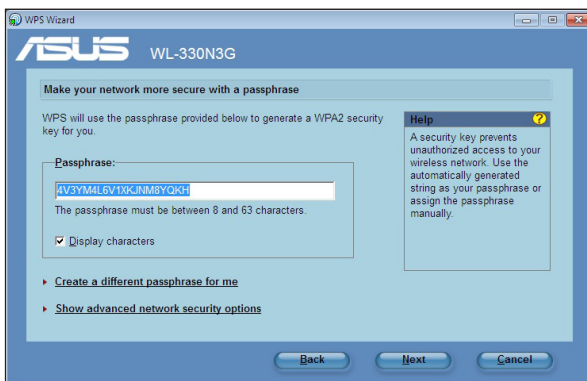 WPS Wizard
ASUS WL-330N3G
Make your network more secure with a passphrase
WPS will use the passphrase provided below to generate a WPA2 security
key for you.
Passphrase:
4V3YM4L6V1XKJNM8YQKH
The passphrase must be between 8 and 63 characters.
Display characters
Create a different passphrase for me
Show advanced network security options
Help ?
A security key prevents
unauthorized access to your
wireless network. Use the
automatically generated
string as your passphrase or
assign the passphrase
manually.
Back Next Cancel